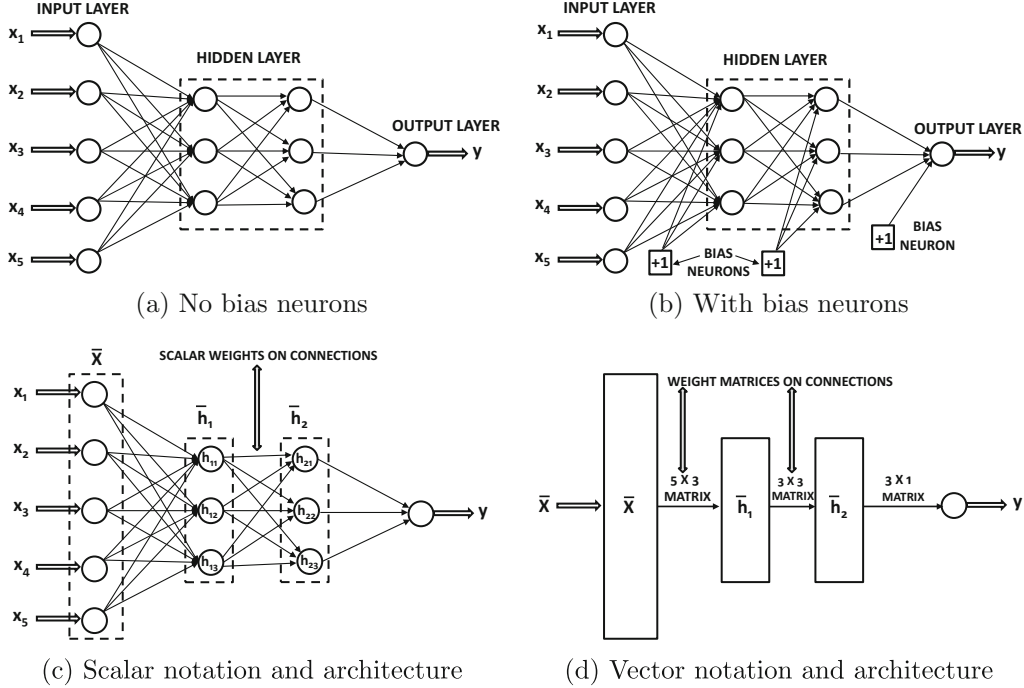 INPUT LAYER
x1
x2
x3
x4
x5
HIDDEN LAYER
OUTPUT LAYER
y
(a) No bias neurons
INPUT LAYER
x1
x2
x3
x4
x5
HIDDEN LAYER
OUTPUT LAYER
y
+1
BIAS
NEURONS
+1
+1
BIAS
NEURON
(b) With bias neurons
X̅
SCALAR WEIGHTS ON CONNECTIONS
x1
x2
x3
x4
x5
h̅1
h̅2
h11
h12
h13
h21
h22
h23
y
(c) Scalar notation and architecture
WEIGHT MATRICES ON CONNECTIONS
X̅
X̅
5 X 3
MATRIX
h̅1
3 X 3
MATRIX
h̅2
3 X 1
MATRIX
y
(d) Vector notation and architecture